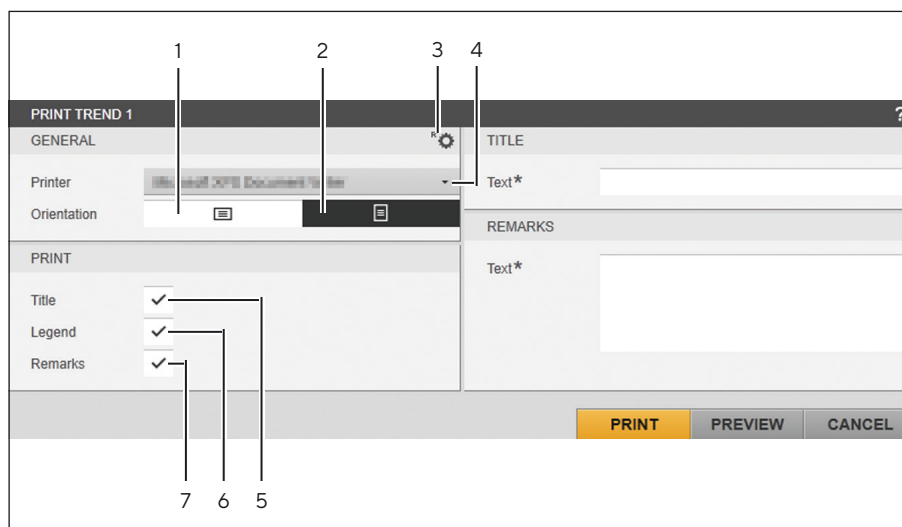 1 2 3 4
PRINT TREND 1 ?
GENERAL R
Printer
Orientation
PRINT
Title
Legend
Remarks
TITLE
Text*
REMARKS
Text*
PRINT PREVIEW CANCEL
7 6 5